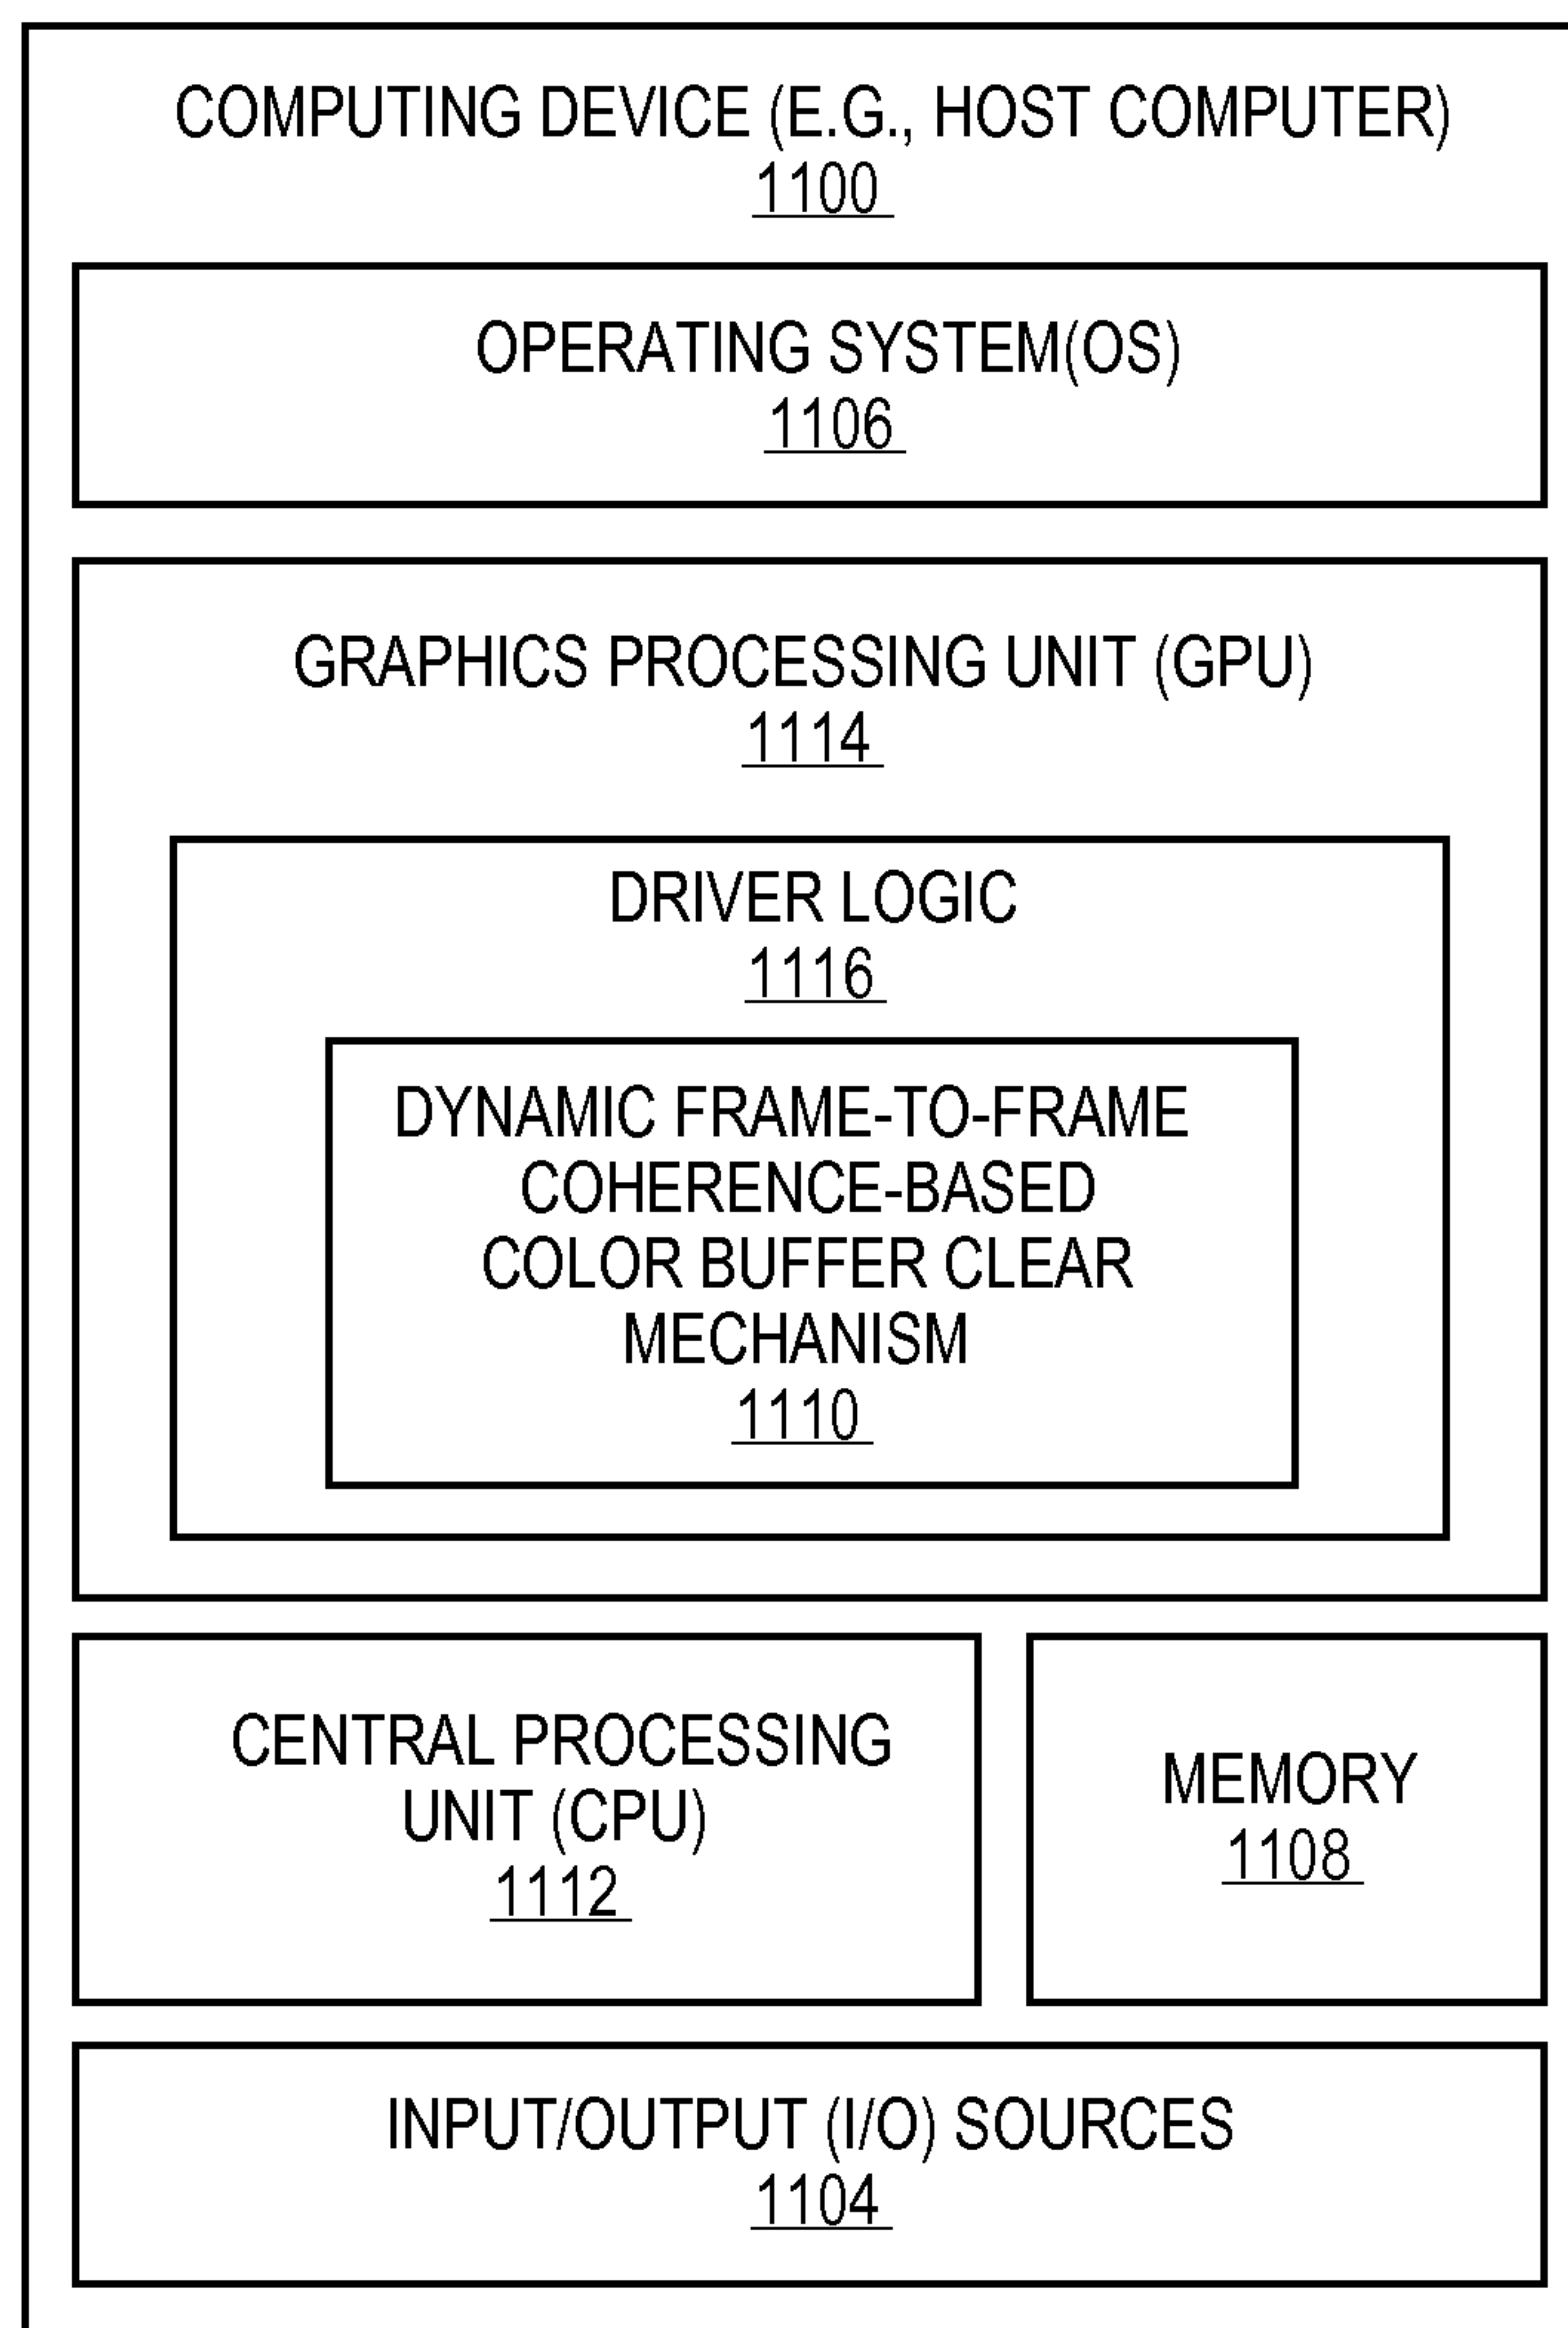 COMPUTING DEVICE (E.G., HOST COMPUTER)
1100
OPERATING SYSTEM(OS)
1106
GRAPHICS PROCESSING UNIT (GPU)
1114
DRIVER LOGIC
1116
DYNAMIC FRAME-TO-FRAME
COHERENCE-BASED
COLOR BUFFER CLEAR
MECHANISM
1110
CENTRAL PROCESSING
UNIT (CPU)
1112
MEMORY
1108
INPUT/OUTPUT (I/O) SOURCES
1104